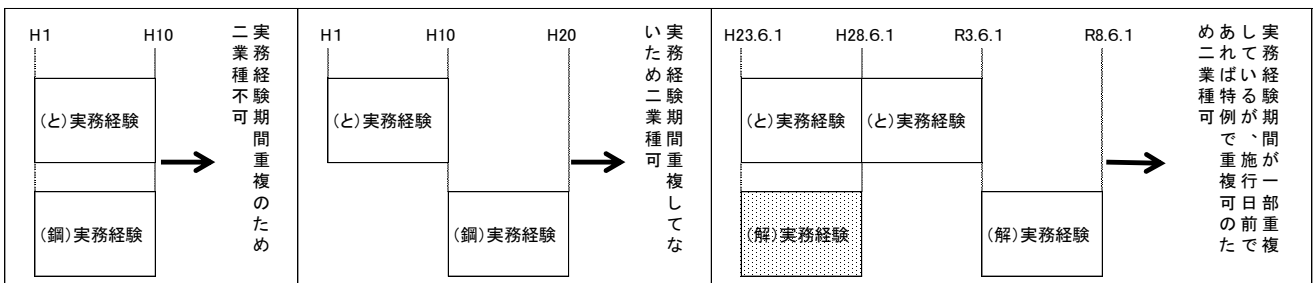 H1 H10
(と)実務経験
(鋼)実務経験
実務経験期間重複のため
二業種不可
H1 H10 H20
(と)実務経験
(鋼)実務経験
実務経験期間重複してな
いため二業種可
H23.6.1 H28.6.1 R3.6.1 R8.6.1
(と)実務経験 (と)実務経験
(解)実務経験 (解)実務経験
実務経験期間が一部重複
しているが、施行日前で
あれば特例で重複可のた
め二業種可